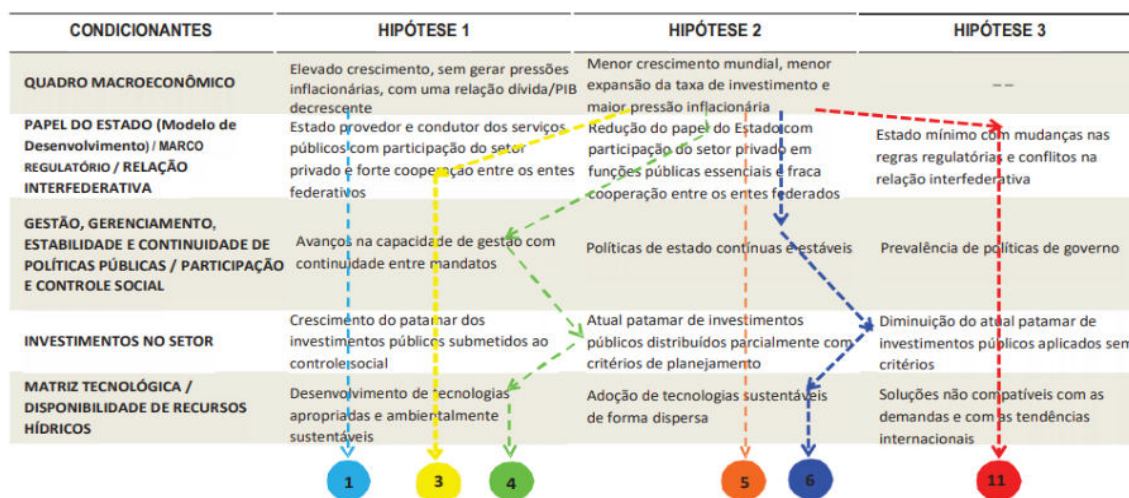 CONDICIONANTES HIPÓTESE 1 HIPÓTESE 2 HIPÓTESE 3
QUADRO MACROECONÔMICO
Elevado crescimento, sem gerar pressões
inflacionárias, com uma relação dívida/PIB
decrescente
Menor crescimento mundial, menor
expansão da taxa de investimento e
maior pressão inflacionária
––
PAPEL DO ESTADO (Modelo de
Desenvolvimento) / MARCO
REGULATÓRIO / RELAÇÃO
INTERFEDERATIVA
Estado provedor e condutor dos serviços
públicos com participação do setor
privado e forte cooperação entre os entes
federativos
Redução do papel do Estado com
participação do setor privado em
funções públicas essenciais e fraca
cooperação entre os entes federados
Estado mínimo com mudanças nas
regras regulatórias e conflitos na
relação interfederativa
GESTÃO, GERENCIAMENTO,
ESTABILIDADE E CONTINUIDADE DE
POLÍTICAS PÚBLICAS / PARTICIPAÇÃO
E CONTROLE SOCIAL
Avanços na capacidade de gestão com
continuidade entre mandatos
Políticas de estado contínuas e estáveis
Prevalência de políticas de governo
INVESTIMENTOS NO SETOR
Crescimento do patamar dos
investimentos públicos submetidos ao
controle social
Atual patamar de investimentos
públicos distribuídos parcialmente com
critérios de planejamento
Diminuição do atual patamar de
investimentos públicos aplicados sem
critérios
MATRIZ TECNOLÓGICA /
DISPONIBILIDADE DE RECURSOS
HÍDRICOS
Desenvolvimento de tecnologias
apropriadas e ambientalmente
sustentáveis
Adoção de tecnologias sustentáveis
de forma dispersa
Soluções não compatíveis com as
demandas e com as tendências
internacionais
1 3 4 5 6 11